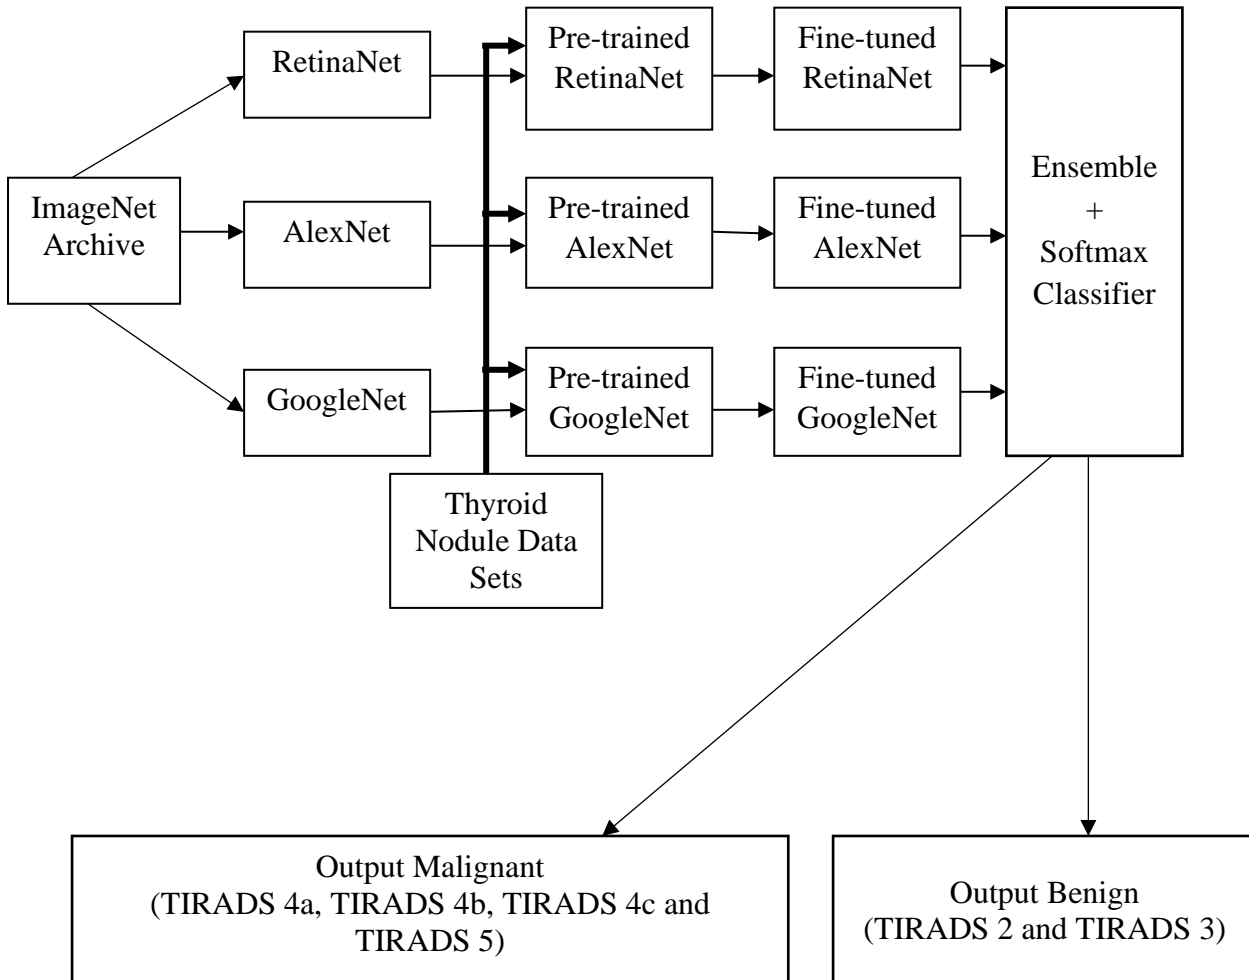 RetinaNet
Pre-trained
RetinaNet
Fine-tuned
RetinaNet
ImageNet
Archive
AlexNet
Pre-trained
AlexNet
Fine-tuned
AlexNet
Ensemble
+
Softmax
Classifier
GoogleNet
Pre-trained
GoogleNet
Fine-tuned
GoogleNet
Thyroid
Nodule Data
Sets
Output Malignant
(TIRADS 4a, TIRADS 4b, TIRADS 4c and
TIRADS 5)
Output Benign
(TIRADS 2 and TIRADS 3)